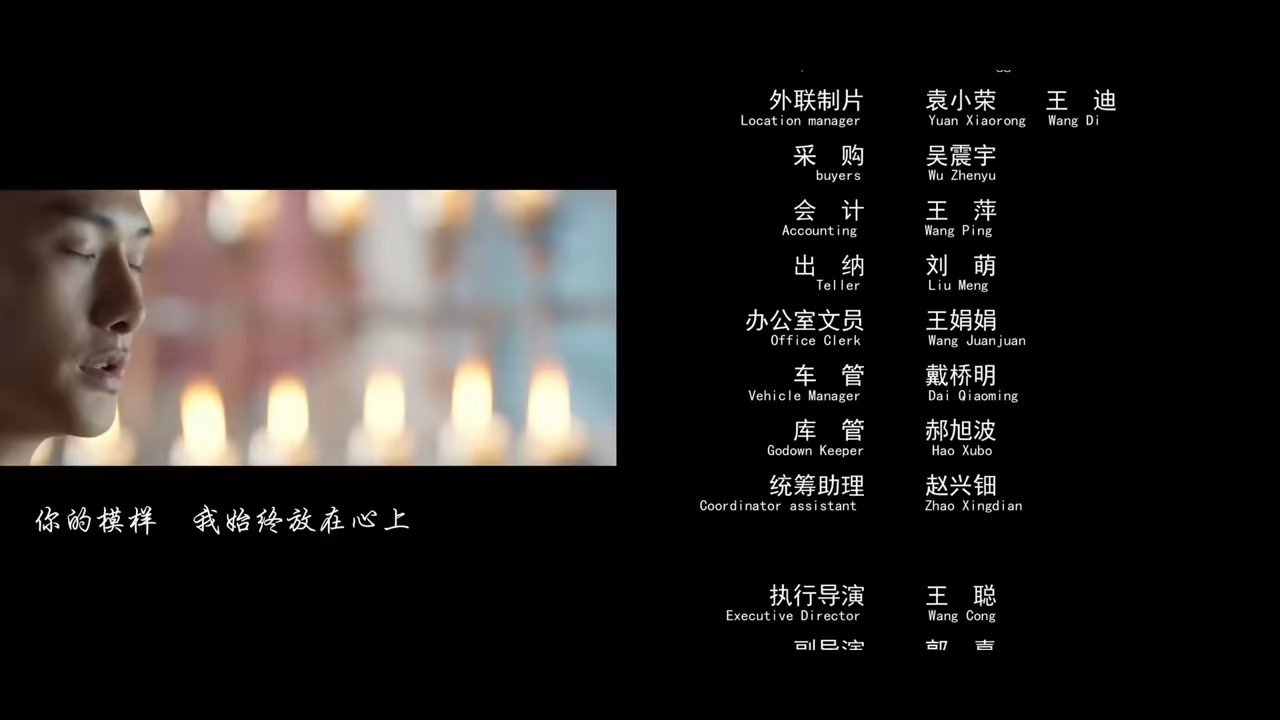 外联制片 袁小荣 王 迪
Location manager Yuan Xiaorong Wang Di
采 购 吴震宇
buyers Wu Zhenyu
会 计 王 萍
Accounting Wang Ping
出 纳 刘 萌
Teller Liu Meng
办公室文员 王娟娟
Office Clerk Wang Juanjuan
车 管 戴桥明
Vehicle Manager Dai Qiaoming
库 管 郝旭波
Godown Keeper Hao Xubo
统筹助理 赵兴钿
Coordinator assistant Zhao Xingdian
你的模样 我始终放在心上
执行导演 王 聪
Executive Director Wang Cong
副导演 郭